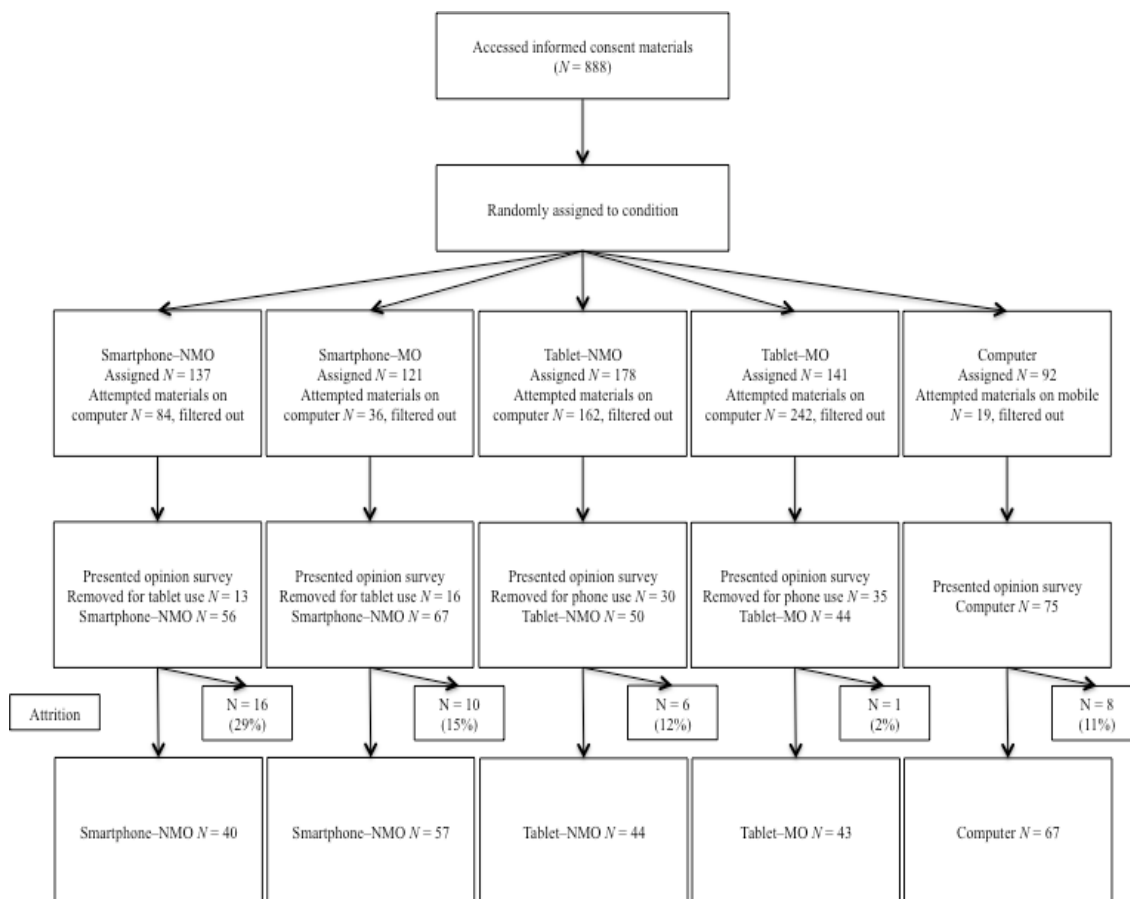 Accessed informed consent materials
(N = 888)
Randomly assigned to condition
Smartphone–NMO
Assigned N = 137
Attempted materials on
computer N = 84, filtered out
Smartphone–MO
Assigned N = 121
Attempted materials on
computer N = 36, filtered out
Tablet–NMO
Assigned N = 178
Attempted materials on
computer N = 162, filtered out
Tablet–MO
Assigned N = 141
Attempted materials on
computer N = 242, filtered out
Computer
Assigned N = 92
Attempted materials on mobile
N = 19, filtered out
Presented opinion survey
Removed for tablet use N = 13
Smartphone–NMO N = 56
Presented opinion survey
Removed for tablet use N = 16
Smartphone–NMO N = 67
Presented opinion survey
Removed for phone use N = 30
Tablet–NMO N = 50
Presented opinion survey
Removed for phone use N = 35
Tablet–MO N = 44
Presented opinion survey
Computer N = 75
Attrition
N = 16
(29%)
N = 10
(15%)
N = 6
(12%)
N = 1
(2%)
N = 8
(11%)
Smartphone–NMO N = 40
Smartphone–NMO N = 57
Tablet–NMO N = 44
Tablet–MO N = 43
Computer N = 67